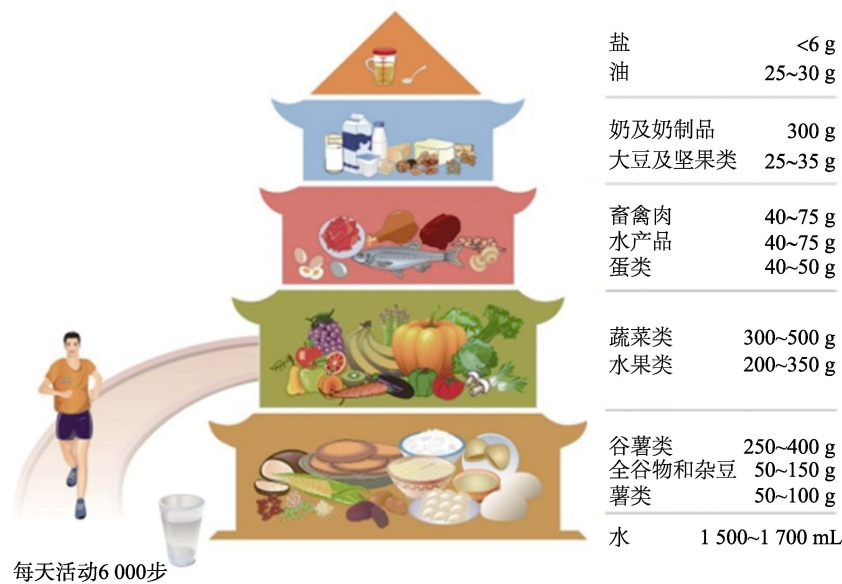 盐 <6 g
油 25~30 g
奶及奶制品 300 g
大豆及坚果类 25~35 g
畜禽肉 40~75 g
水产品 40~75 g
蛋类 40~50 g
蔬菜类 300~500 g
水果类 200~350 g
谷薯类 250~400 g
全谷物和杂豆 50~150 g
薯类 50~100 g
水 1 500~1 700 mL
每天活动6 000步